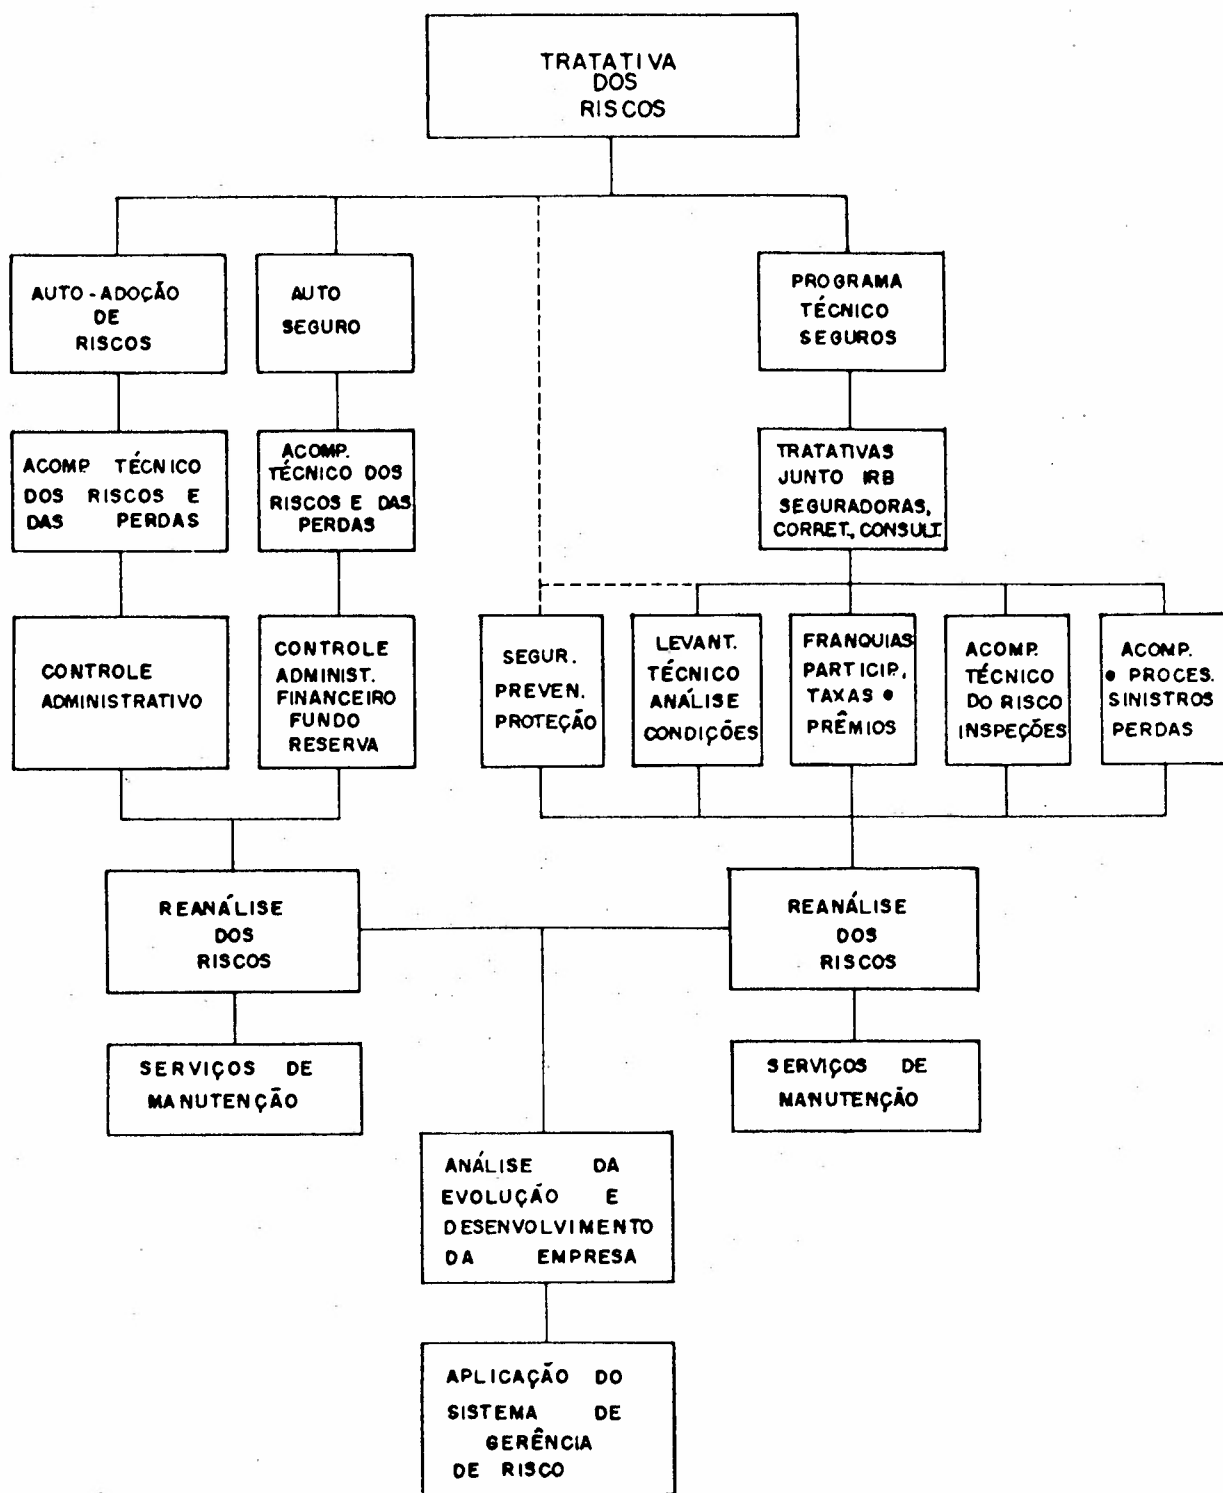 TRATATIVA
DOS
RISCOS
AUTO-ADOÇÃO
DE
RISCOS
AUTO
SEGURO
PROGRAMA
TÉCNICO
SEGUROS
ACOMP. TÉCNICO
DOS RISCOS E
DAS PERDAS
ACOMP.
TÉCNICO DOS
RISCOS E DAS
PERDAS
TRATATIVAS
JUNTO IRB
SEGURADORAS,
CORRET., CONSULT.
CONTROLE
ADMINISTRATIVO
CONTROLE
ADMINIST.
FINANCEIRO
FUNDO
RESERVA
SEGUR.
PREVEN.
PROTEÇÃO
LEVANT.
TÉCNICO
ANÁLISE
CONDIÇÕES
FRANQUIAS
PARTICIP.,
TAXAS e
PRÊMIOS
ACOMP.
TÉCNICO
DO RISCO
INSPEÇÕES
ACOMP.
e PROCES.
SINISTROS
PERDAS
REANÁLISE
DOS
RISCOS
REANÁLISE
DOS
RISCOS
SERVIÇOS DE
MANUTENÇÃO
SERVIÇOS DE
MANUTENÇÃO
ANÁLISE DA
EVOLUÇÃO E
DESENVOLVIMENTO
DA EMPRESA
APLICAÇÃO DO
SISTEMA DE
GERÊNCIA
DE RISCO